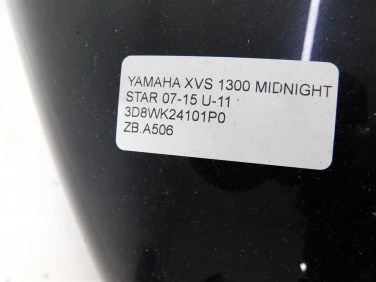 YAMAHA XVS 1300 MIDNIGHT
STAR 07-15 U-11
3D8WK24101P0
ZB.A506